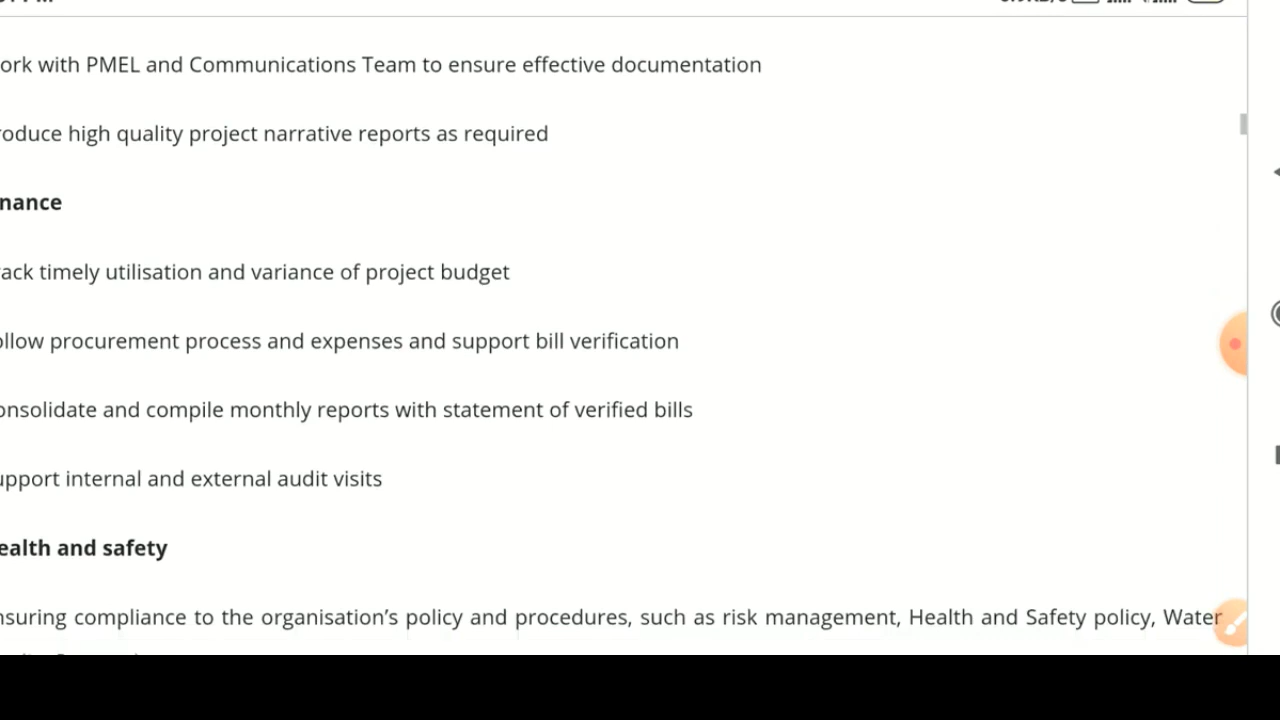 ork with PMEL and Communications Team to ensure effective documentation
roduce high quality project narrative reports as required
nance
rack timely utilisation and variance of project budget
ollow procurement process and expenses and support bill verification
onsolidate and compile monthly reports with statement of verified bills
upport internal and external audit visits
ealth and safety
nsuring compliance to the organisation’s policy and procedures, such as risk management, Health and Safety policy, Water